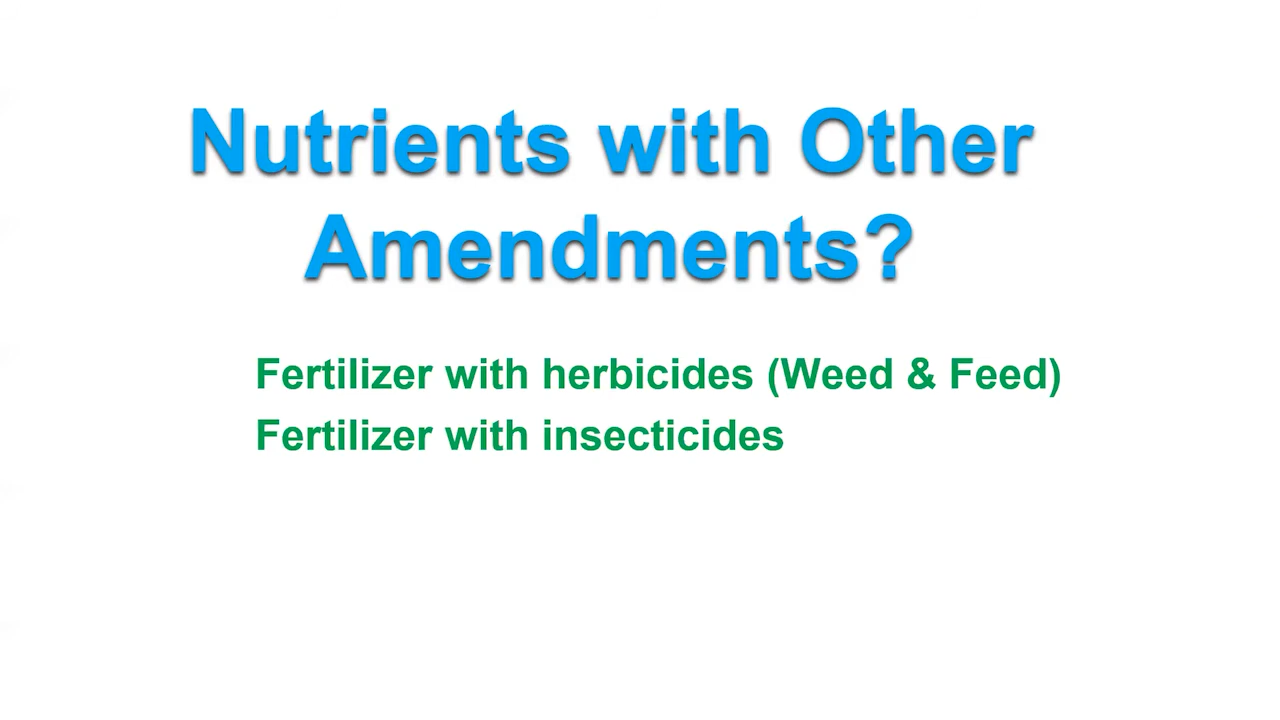 Nutrients with Other
Amendments?
Fertilizer with herbicides (Weed & Feed)
Fertilizer with insecticides